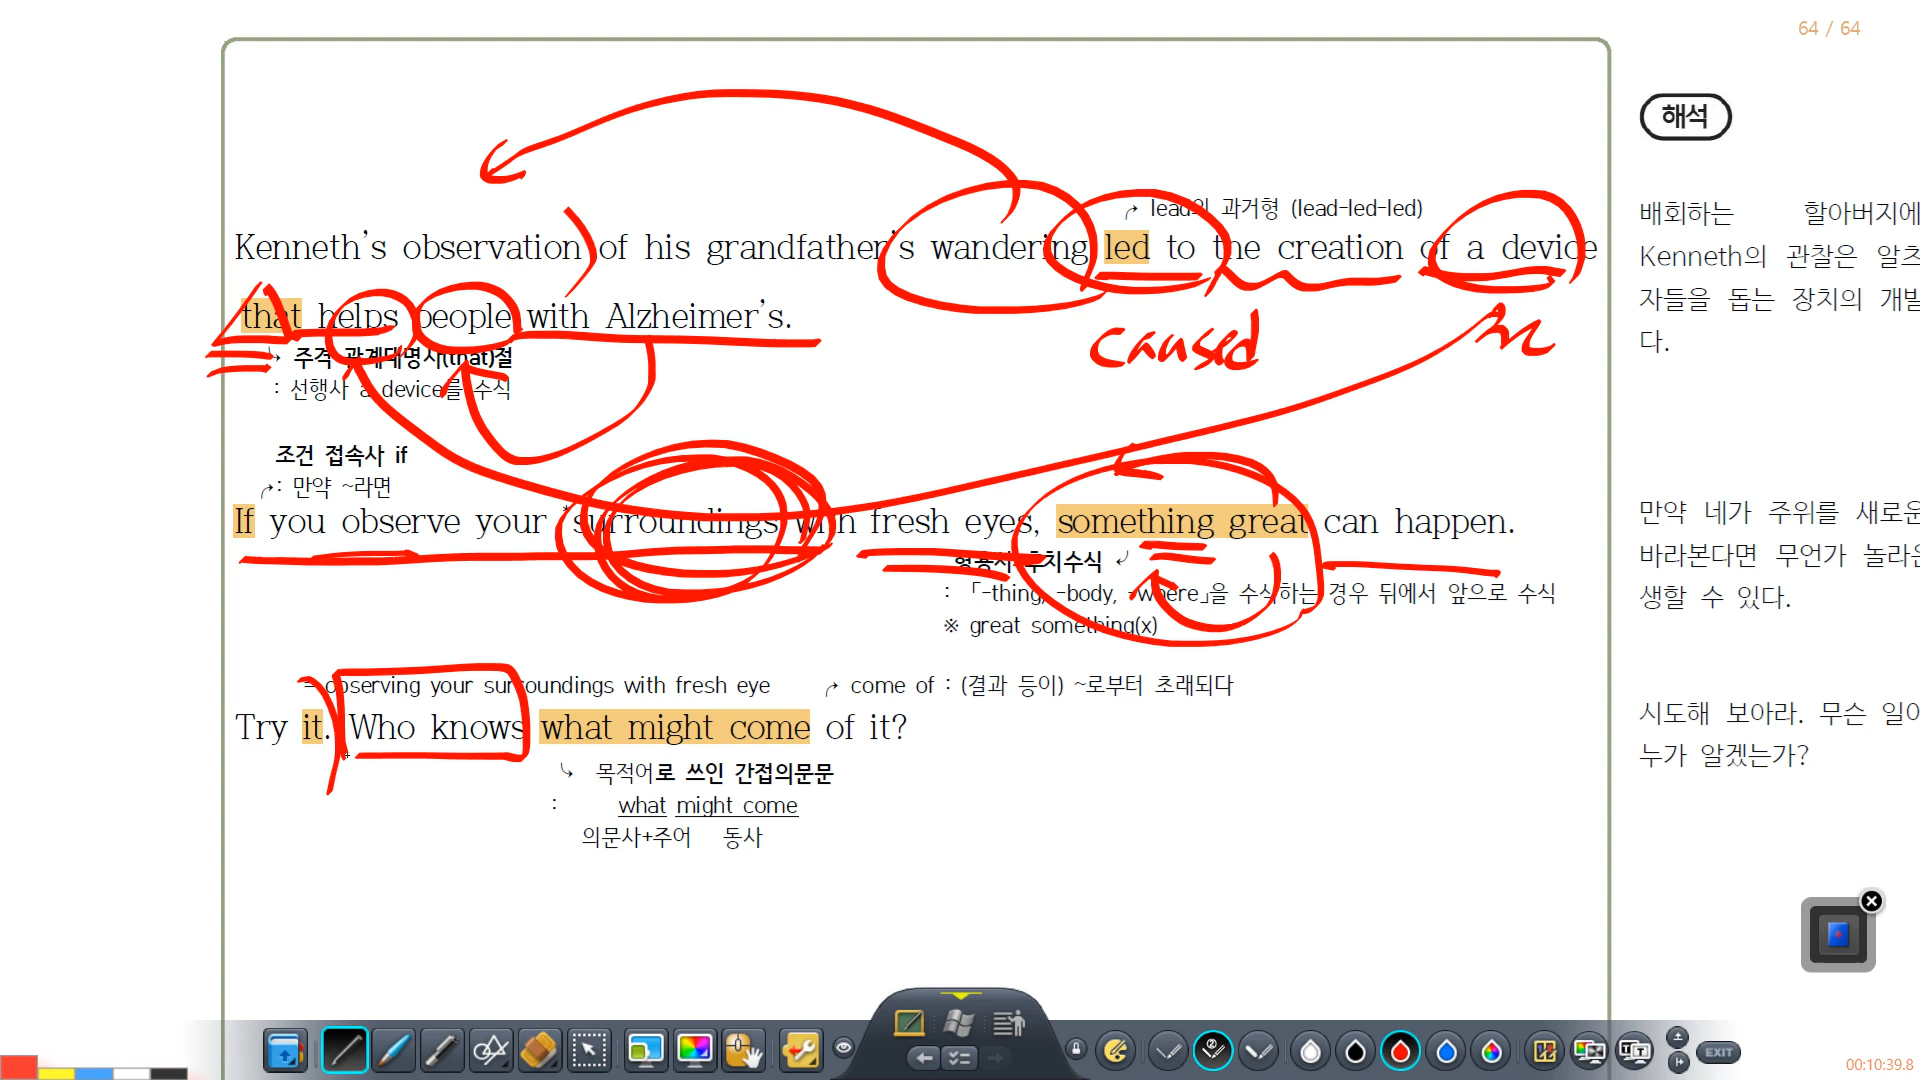 64 / 64
해석
lead의 과거형 (lead-led-led)
Kenneth's observation of his grandfather's wandering led to the creation of a device
that helps people with Alzheimer's.
caused
주격 관계대명사(that)절
: 선행사 a device를 수식
배회하는 할아버지에
Kenneth의 관찰은 알츠
자들을 돕는 장치의 개발
다.
조건 접속사 if
: 만약 ~라면
If you observe your *surroundings with fresh eyes, something great can happen.
형용사 후치수식
: 「-thing, -body, -where」을 수식하는 경우 뒤에서 앞으로 수식
※ great something(x)
만약 네가 주위를 새로운
바라본다면 무언가 놀라운
생할 수 있다.
= observing your surroundings with fresh eye
come of : (결과 등이) ~로부터 초래되다
Try it. Who knows what might come of it?
목적어로 쓰인 간접의문문
: what might come
의문사+주어 동사
시도해 보아라. 무슨 일이
누가 알겠는가?
EXIT
00:10:39.8